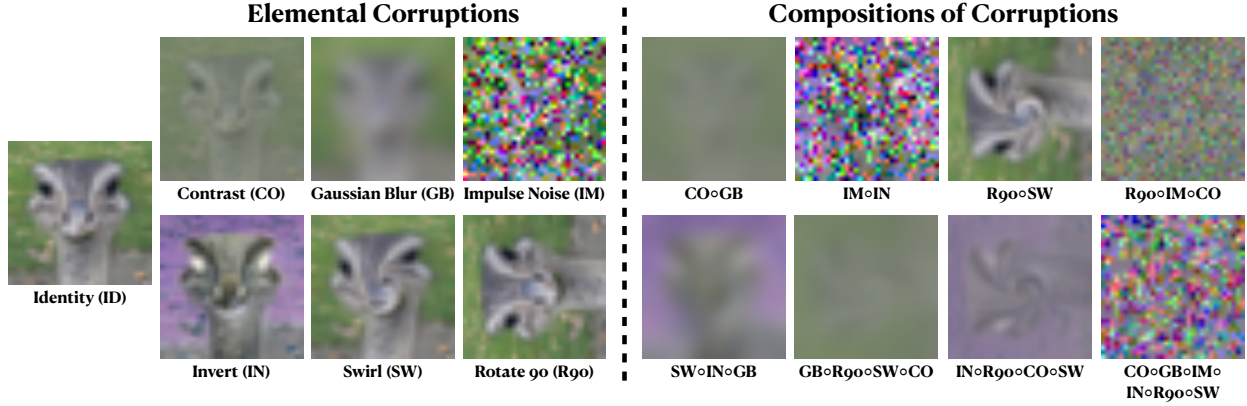 Elemental Corruptions
Compositions of Corruptions
Contrast (CO)
Gaussian Blur (GB)
Impulse Noise (IM)
CO∘GB
IM∘IN
R90∘SW
R90∘IM∘CO
Identity (ID)
Invert (IN)
Swirl (SW)
Rotate 90 (R90)
SW∘IN∘GB
GB∘R90∘SW∘CO
IN∘R90∘CO∘SW
CO∘GB∘IM∘
IN∘R90∘SW